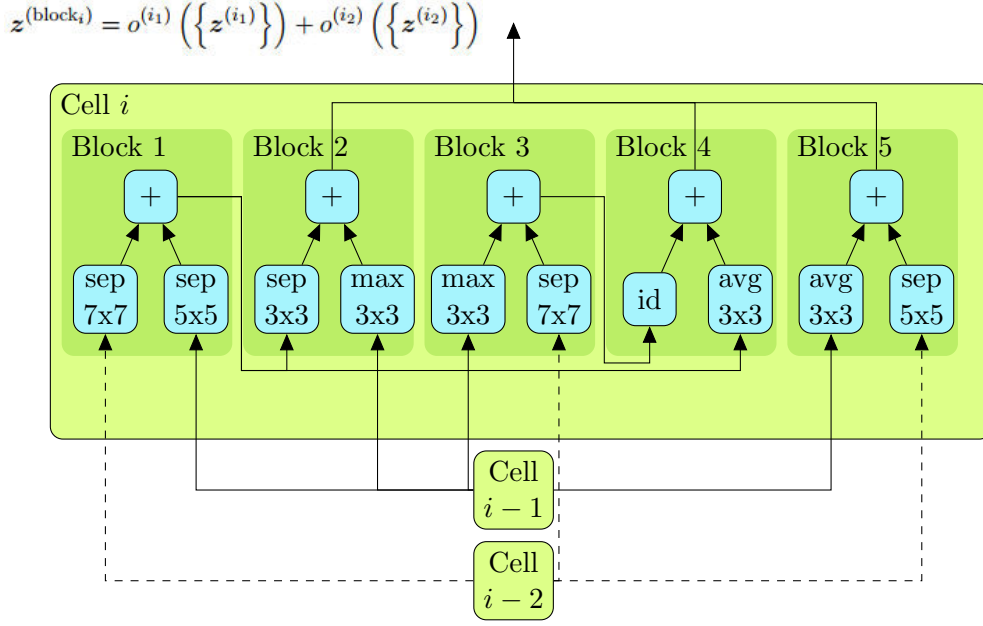 z^(block_i) = o^(i_1) ({z^(i_1)}) + o^(i_2) ({z^(i_2)})
Cell i
Block 1
Block 2
Block 3
Block 4
Block 5
+
+
+
+
+
sep
7x7
sep
5x5
sep
3x3
max
3x3
max
3x3
sep
7x7
id
avg
3x3
avg
3x3
sep
5x5
Cell
i − 1
Cell
i − 2